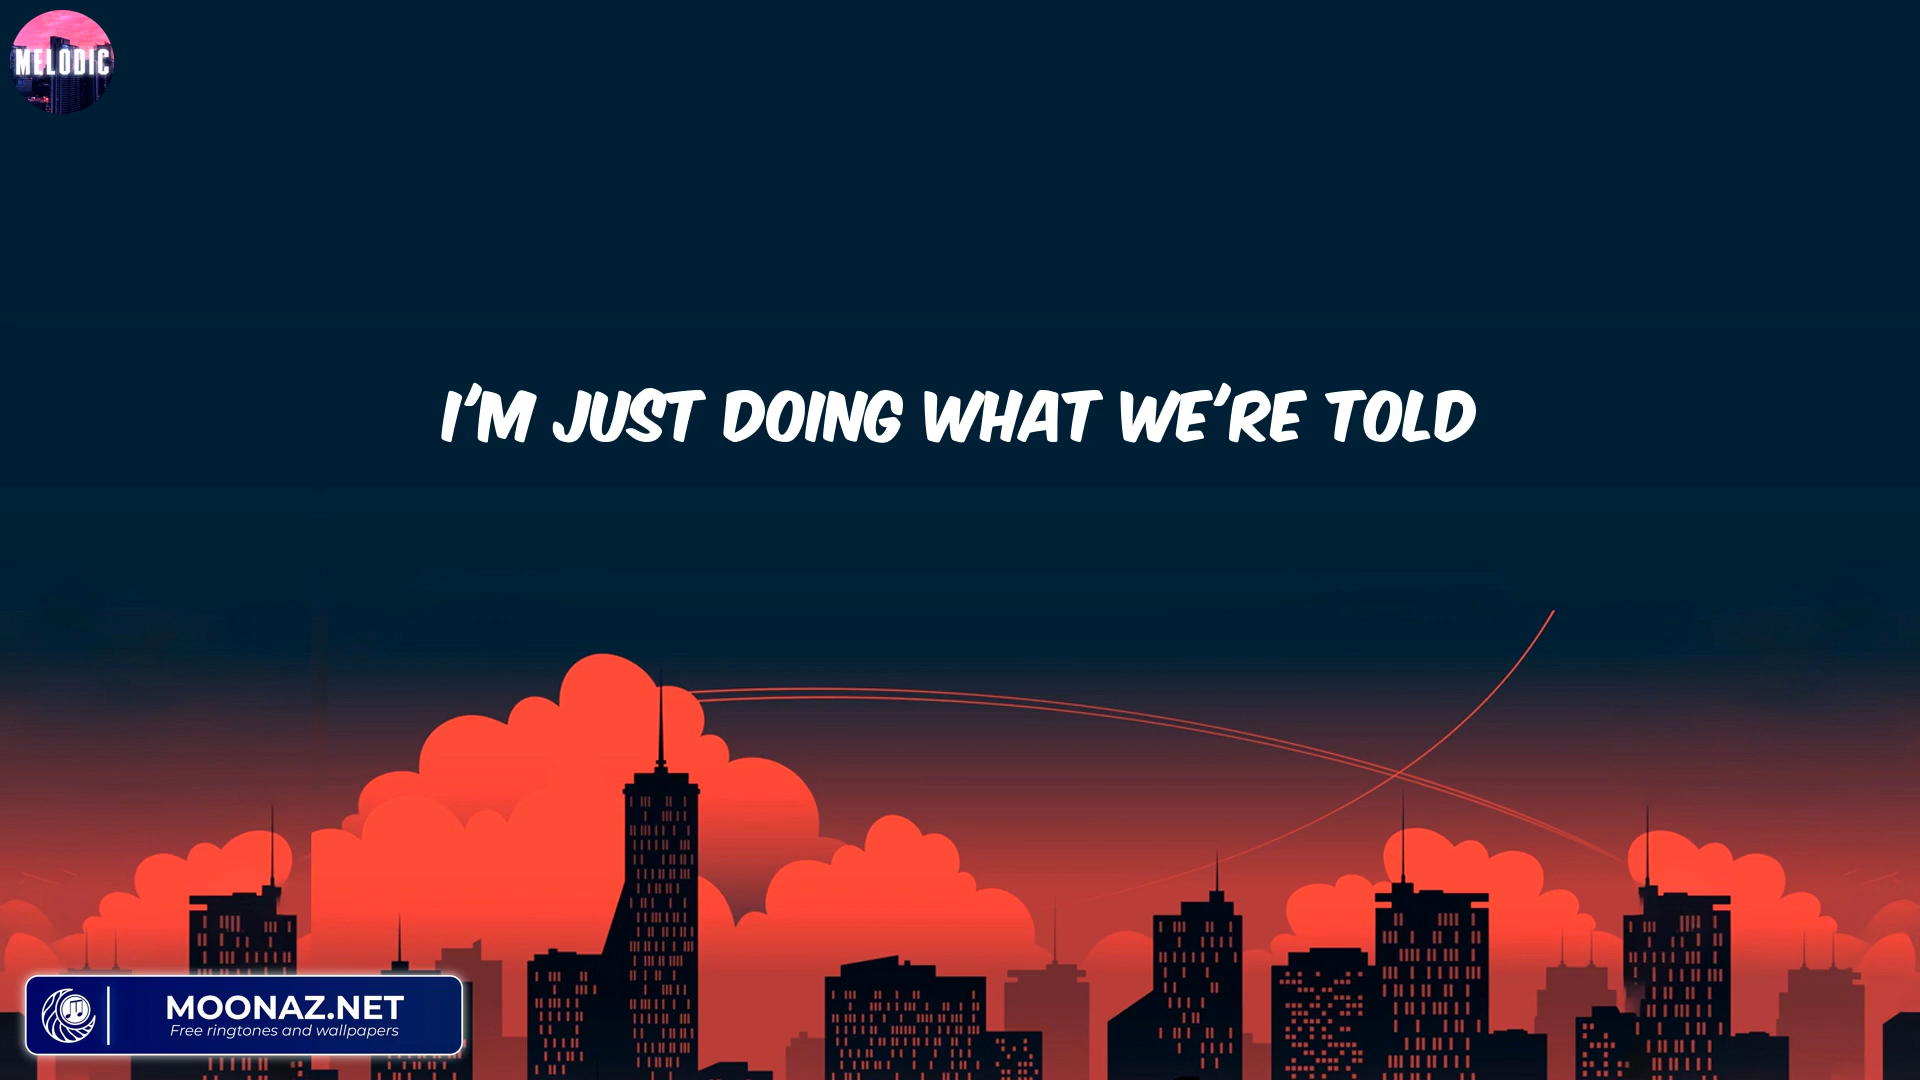 MELODIC
I'M JUST DOING WHAT WE'RE TOLD
MOONAZ.NET
Free ringtones and wallpapers